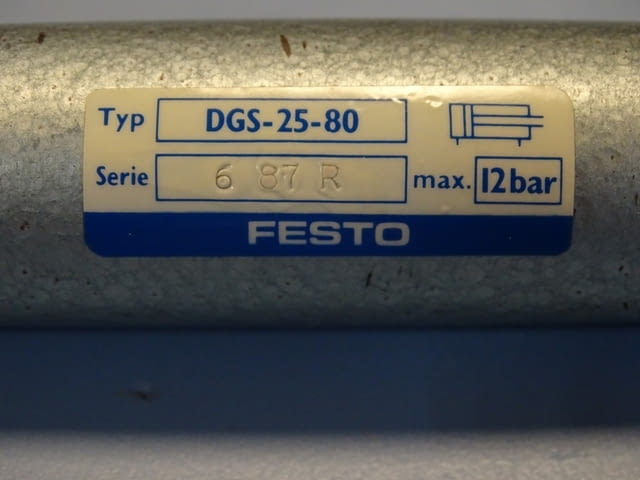 Typ DGS-25-80
Serie 6 87 R max. 12bar
FESTO